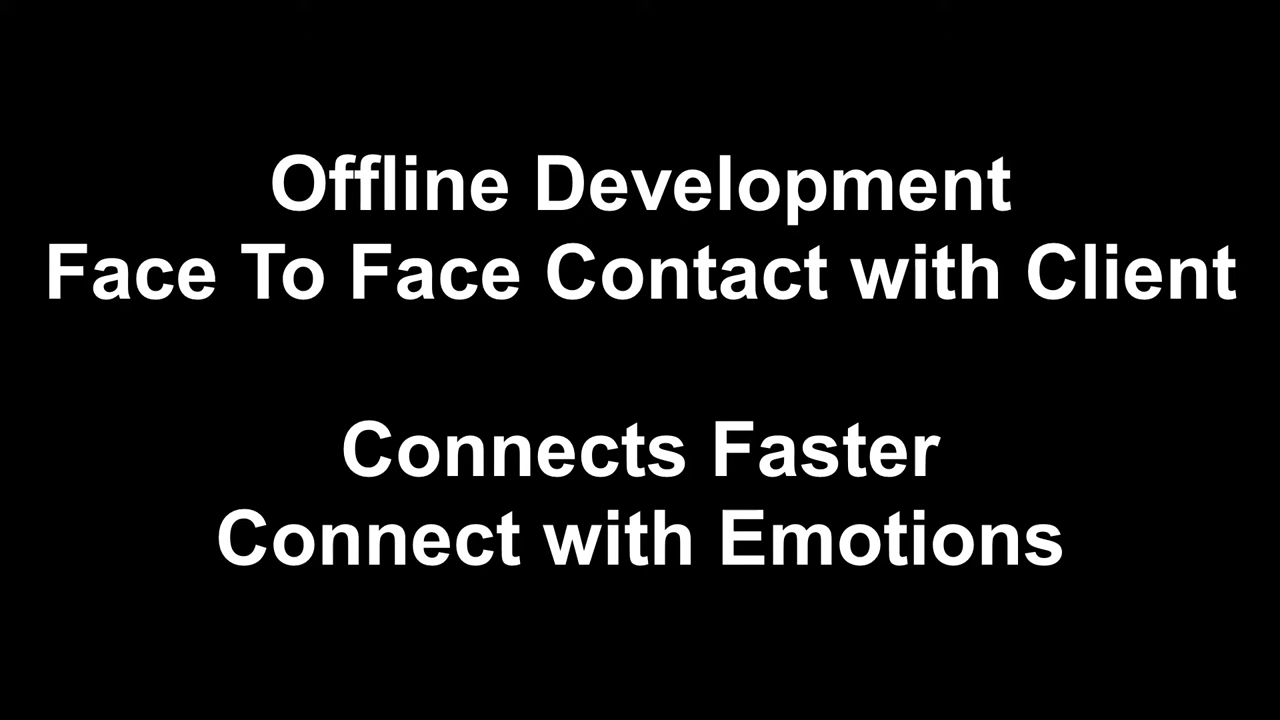 Offline Development
Face To Face Contact with Client
Connects Faster
Connect with Emotions